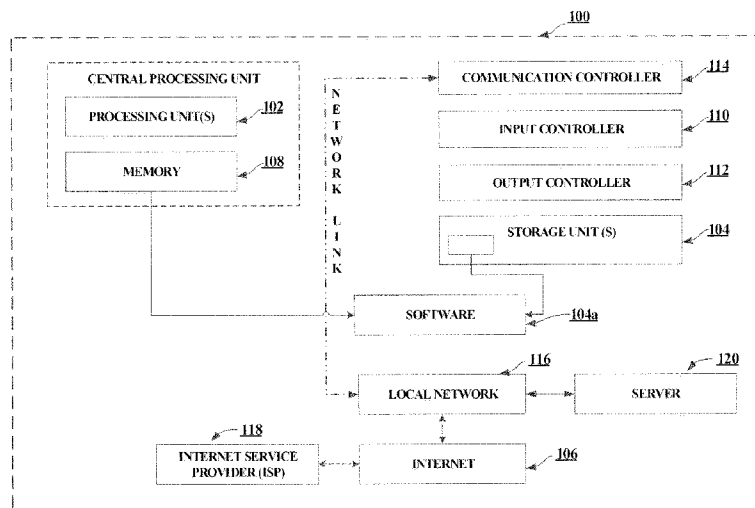 100
CENTRAL PROCESSING UNIT
PROCESSING UNIT(S)
102
MEMORY
108
NETWORK LINK
COMMUNICATION CONTROLLER
114
INPUT CONTROLLER
110
OUTPUT CONTROLLER
112
STORAGE UNIT (S)
104
SOFTWARE
104a
116
LOCAL NETWORK
120
SERVER
118
INTERNET SERVICE
PROVIDER (ISP)
INTERNET
106